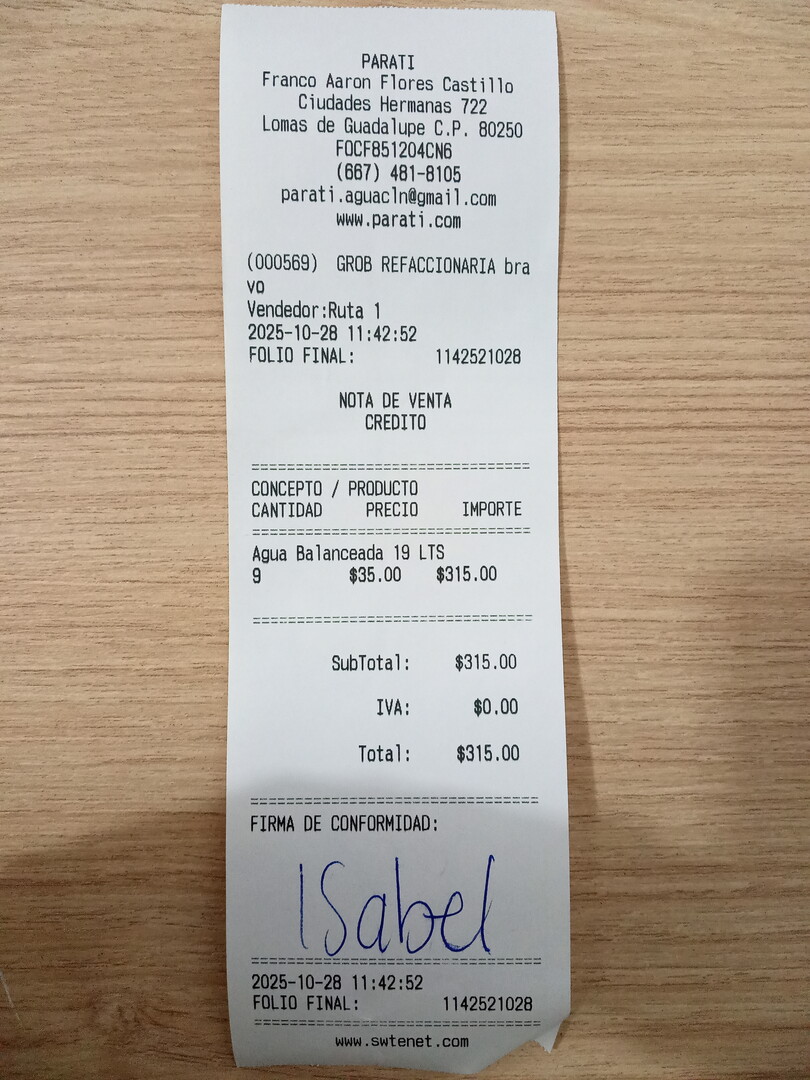 PARATI
Franco Aaron Flores Castillo
Ciudades Hermanas 722
Lomas de Guadalupe C.P. 80250
FOCF851204CN6
(667) 481-8105
parati.aguacln@gmail.com
www.parati.com
(000569) GROB REFACCIONARIA bra
vo
Vendedor:Ruta 1
2025-10-28 11:42:52
FOLIO FINAL: 1142521028
NOTA DE VENTA
CREDITO
================================
CONCEPTO / PRODUCTO
CANTIDAD PRECIO IMPORTE
================================
Agua Balanceada 19 LTS
9 $35.00 $315.00
================================
SubTotal: $315.00
IVA: $0.00
Total: $315.00
================================
FIRMA DE CONFORMIDAD:
Isabel
================================
2025-10-28 11:42:52
FOLIO FINAL: 1142521028
================================
www.swtenet.com